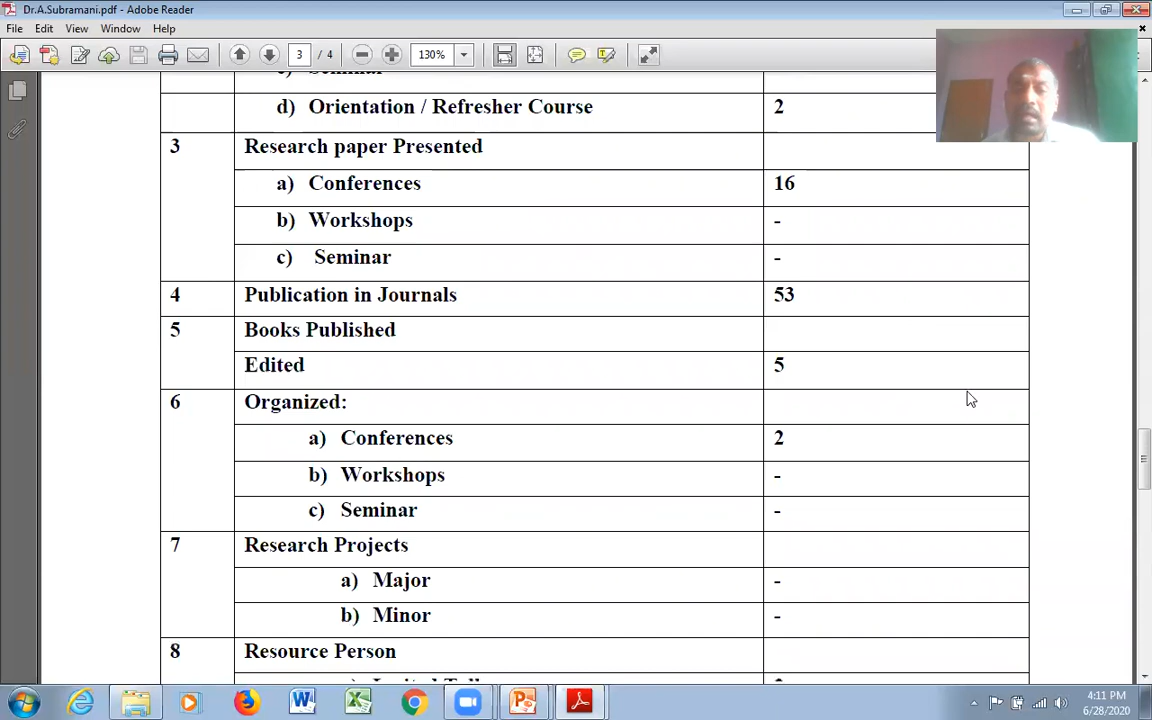 Dr.A.Subramani.pdf - Adobe Reader
File Edit View Window Help
3 / 4 130%
d) Orientation / Refresher Course 2
3 Research paper Presented
a) Conferences 16
b) Workshops -
c) Seminar -
4 Publication in Journals 53
5 Books Published
Edited 5
6 Organized:
a) Conferences 2
b) Workshops -
c) Seminar -
7 Research Projects
a) Major -
b) Minor -
8 Resource Person
4:11 PM
6/28/2020